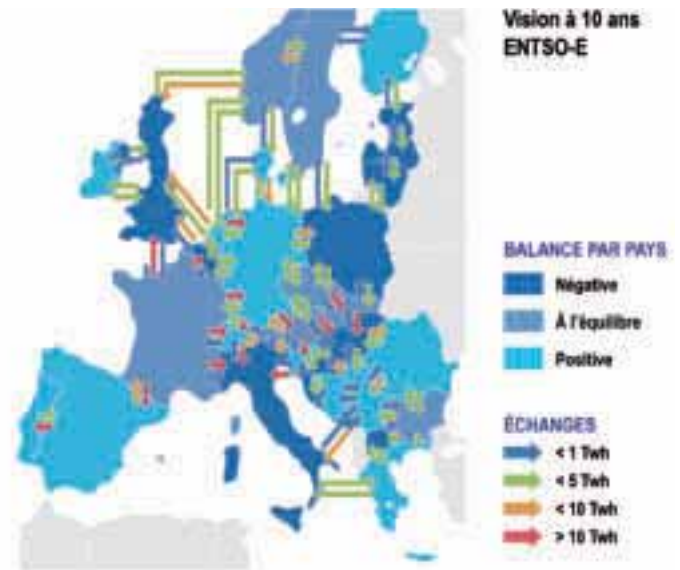 Vision à 10 ans
ENTSO-E
BALANCE PAR PAYS
Négative
À l'équilibre
Positive
ÉCHANGES
< 1 Twh
< 5 Twh
< 10 Twh
> 10 Twh